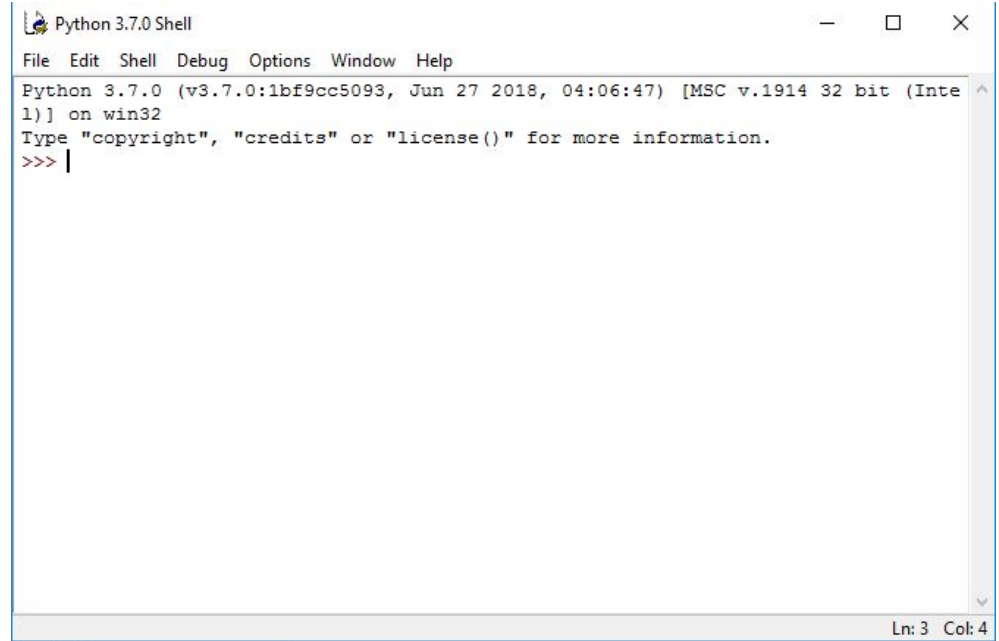 Python 3.7.0 Shell
File Edit Shell Debug Options Window Help
Python 3.7.0 (v3.7.0:1bf9cc5093, Jun 27 2018, 04:06:47) [MSC v.1914 32 bit (Inte
l)] on win32
Type "copyright", "credits" or "license()" for more information.
>>>
Ln: 3 Col: 4